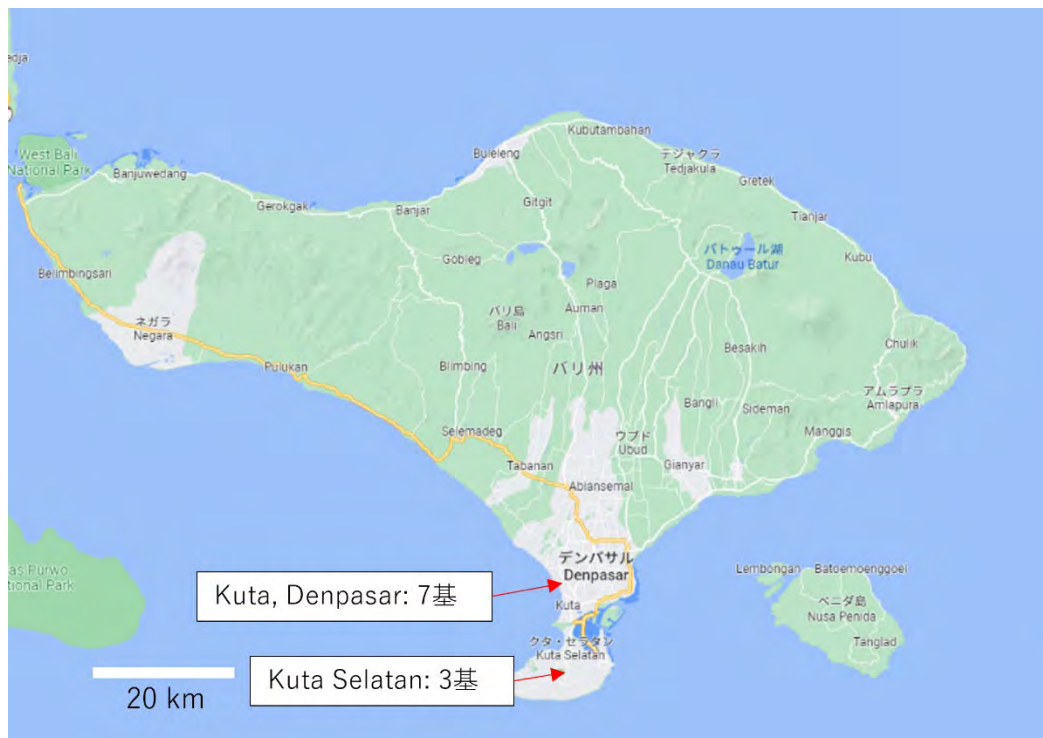 edja
West Bali
National Park
Banjuwedang
Gerokgak
Banjar
Buleleng
Kubutambahan
テジャクラ
Tedjakula
Gretek
Tianjar
Kubu
Gitgit
Gobleg
Belimbingsari
ネガラ
Negara
Pulukan
バリ島
Bali
Plaga
Auman
Angsri
バトゥール湖
Danau Batur
Blimbing
バリ州
Besakih
Chulik
アムラプラ
Amlapura
Bangli
Sideman
Manggis
Selemadeg
Tabanan
ウブド
Ubud
Gianyar
Abiansemal
デンパサル
Denpasar
as Purwo
tional Park
Lembongan
Batoemoenggoei
ペニダ島
Nusa Penida
Tanglad
Kuta, Denpasar: 7基
Kuta
クタ・セラタン
Kuta Selatan
Kuta Selatan: 3基
20 km